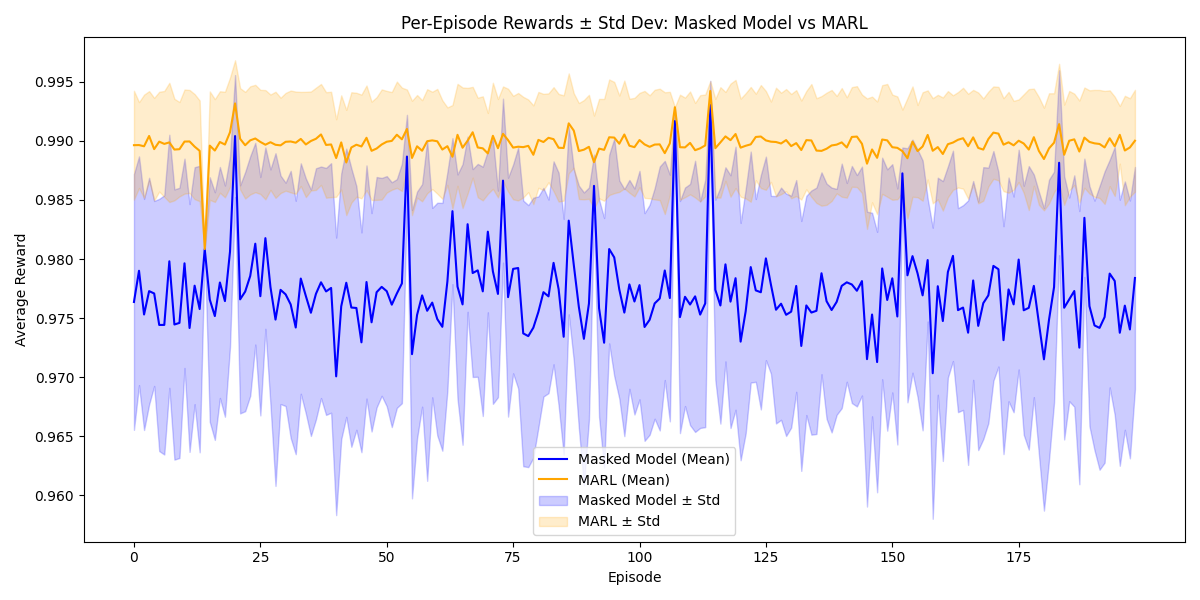 Per-Episode Rewards ± Std Dev: Masked Model vs MARL
Average Reward
0.995
0.990
0.985
0.980
0.975
0.970
0.965
0.960
Masked Model (Mean)
MARL (Mean)
Masked Model ± Std
MARL ± Std
0 25 50 75 100 125 150 175
Episode